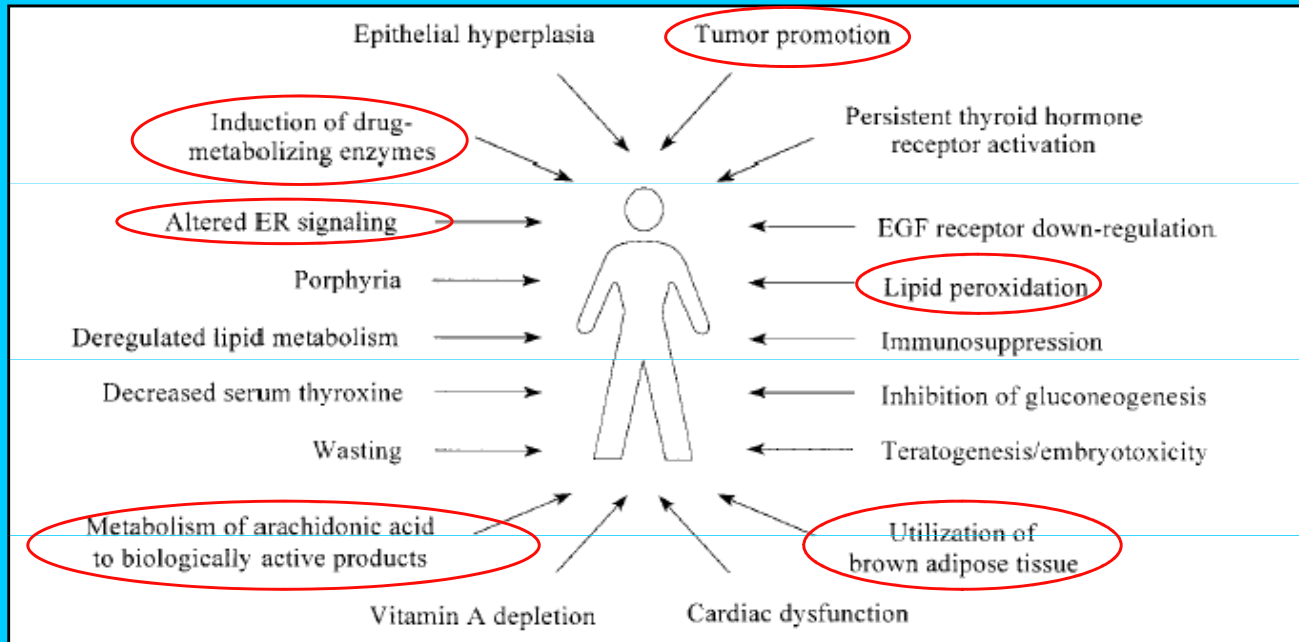 Epithelial hyperplasia
Tumor promotion
Induction of drug-
metabolizing enzymes
Persistent thyroid hormone
receptor activation
Altered ER signaling
EGF receptor down-regulation
Porphyria
Lipid peroxidation
Deregulated lipid metabolism
Immunosuppression
Decreased serum thyroxine
Inhibition of gluconeogenesis
Wasting
Teratogenesis/embryotoxicity
Metabolism of arachidonic acid
to biologically active products
Utilization of
brown adipose tissue
Vitamin A depletion
Cardiac dysfunction